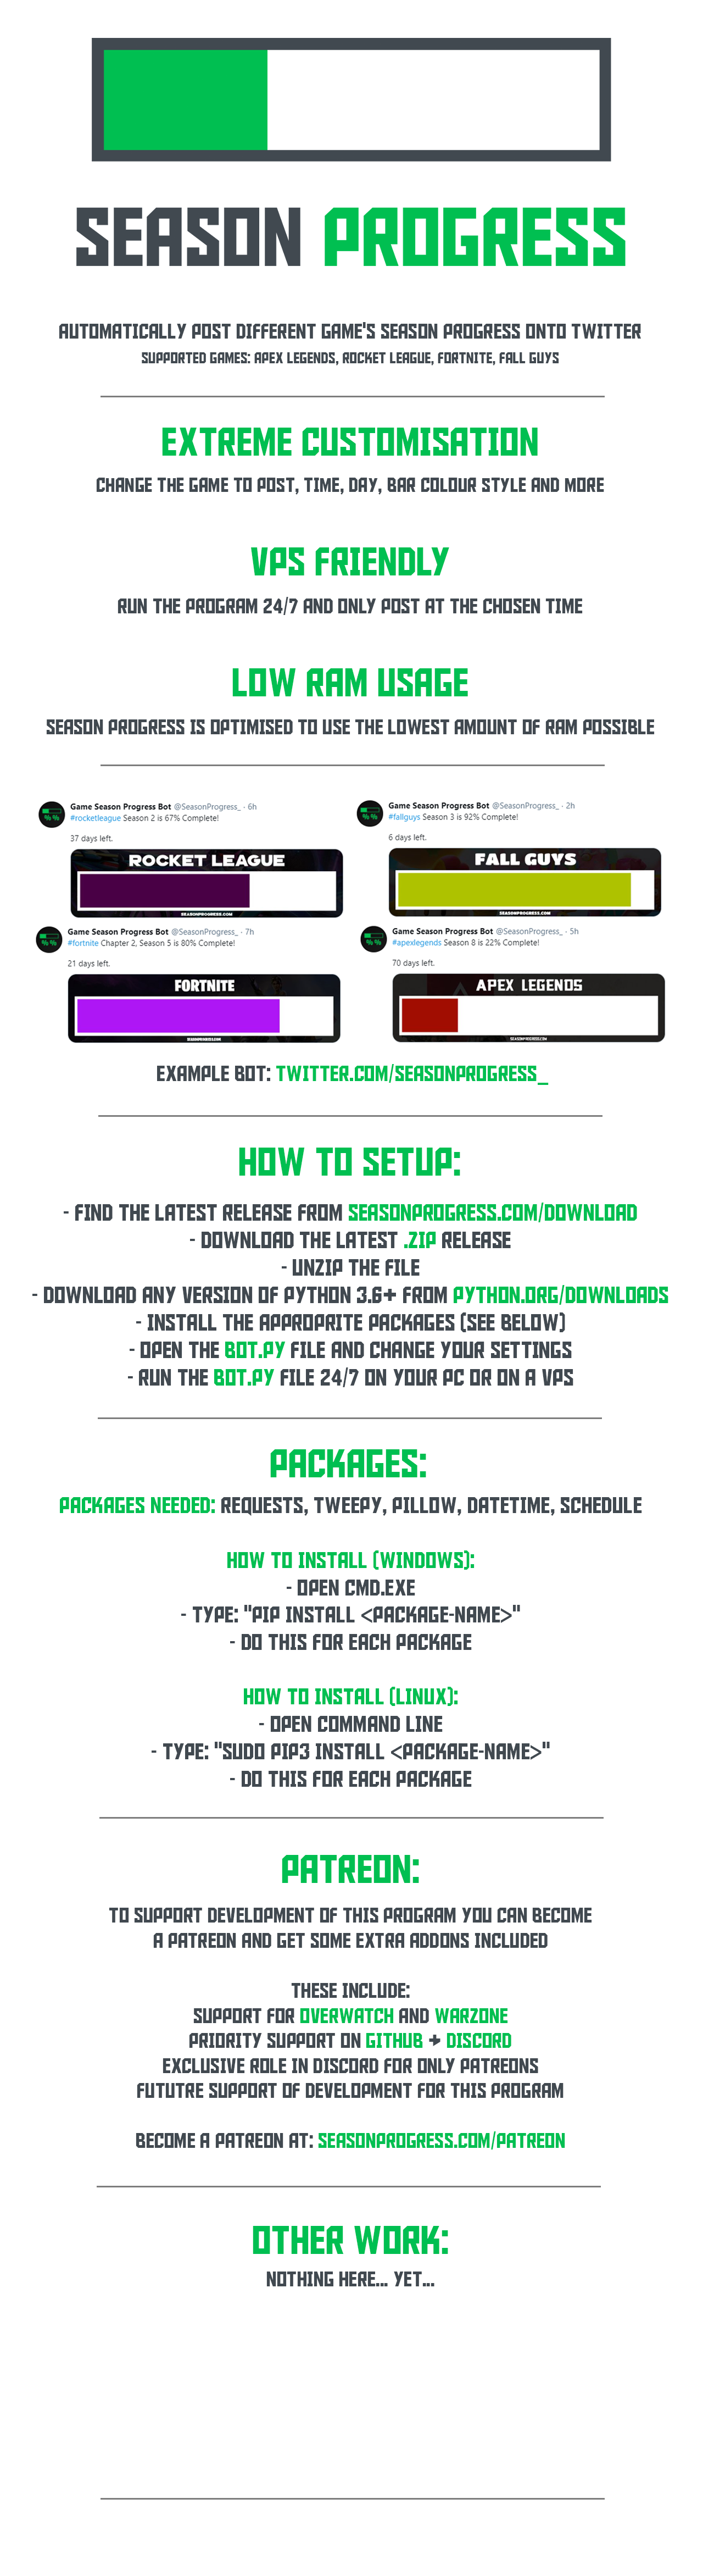 SEASON PROGRESS
AUTOMATICALLY POST DIFFERENT GAME'S SEASON PROGRESS ONTO TWITTER
SUPPORTED GAMES: APEX LEGENDS, ROCKET LEAGUE, FORTNITE, FALL GUYS
EXTREME CUSTOMISATION
CHANGE THE GAME TO POST, TIME, DAY, BAR COLOUR STYLE AND MORE
VPS FRIENDLY
RUN THE PROGRAM 24/7 AND ONLY POST AT THE CHOSEN TIME
LOW RAM USAGE
SEASON PROGRESS IS OPTIMISED TO USE THE LOWEST AMOUNT OF RAM POSSIBLE
Game Season Progress Bot @SeasonProgress_ · 6h
#rocketleague Season 2 is 67% Complete!
37 days left.
ROCKET LEAGUE
SEASONPROGRESS.COM
Game Season Progress Bot @SeasonProgress_ · 2h
#fallguys Season 3 is 92% Complete!
6 days left.
FALL GUYS
SEASONPROGRESS.COM
Game Season Progress Bot @SeasonProgress_ · 7h
#fortnite Chapter 2, Season 5 is 80% Complete!
21 days left.
FORTNITE
SEASONPROGRESS.COM
Game Season Progress Bot @SeasonProgress_ · 5h
#apexlegends Season 8 is 22% Complete!
70 days left.
APEX LEGENDS
SEASONPROGRESS.COM
EXAMPLE BOT: TWITTER.COM/SEASONPROGRESS_
HOW TO SETUP:
- FIND THE LATEST RELEASE FROM SEASONPROGRESS.COM/DOWNLOAD
- DOWNLOAD THE LATEST .ZIP RELEASE
- UNZIP THE FILE
- DOWNLOAD ANY VERSION OF PYTHON 3.6+ FROM PYTHON.ORG/DOWNLOADS
- INSTALL THE APPROPRITE PACKAGES (SEE BELOW)
- OPEN THE BOT.PY FILE AND CHANGE YOUR SETTINGS
- RUN THE BOT.PY FILE 24/7 ON YOUR PC OR ON A VPS
PACKAGES:
PACKAGES NEEDED: REQUESTS, TWEEPY, PILLOW, DATETIME, SCHEDULE
HOW TO INSTALL (WINDOWS):
- OPEN CMD.EXE
- TYPE: "PIP INSTALL <PACKAGE-NAME>"
- DO THIS FOR EACH PACKAGE
HOW TO INSTALL (LINUX):
- OPEN COMMAND LINE
- TYPE: "SUDO PIP3 INSTALL <PACKAGE-NAME>"
- DO THIS FOR EACH PACKAGE
PATREON:
TO SUPPORT DEVELOPMENT OF THIS PROGRAM YOU CAN BECOME
A PATREON AND GET SOME EXTRA ADDONS INCLUDED
THESE INCLUDE:
SUPPORT FOR OVERWATCH AND WARZONE
PRIORITY SUPPORT ON GITHUB + DISCORD
EXCLUSIVE ROLE IN DISCORD FOR ONLY PATREONS
FUTUTRE SUPPORT OF DEVELOPMENT FOR THIS PROGRAM
BECOME A PATREON AT: SEASONPROGRESS.COM/PATREON
OTHER WORK:
NOTHING HERE... YET...